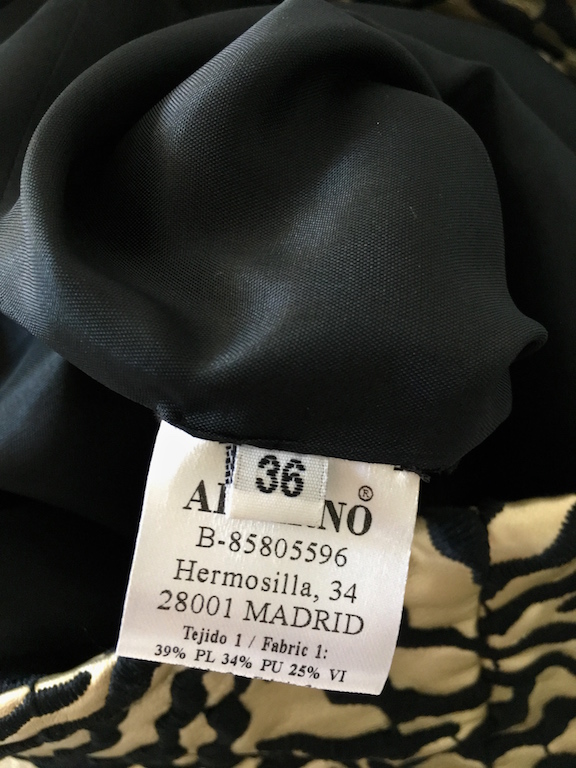 36
B-85805596
Hermosilla, 34
28001 MADRID
Tejido 1 / Fabric 1:
39% PL 34% PU 25% VI